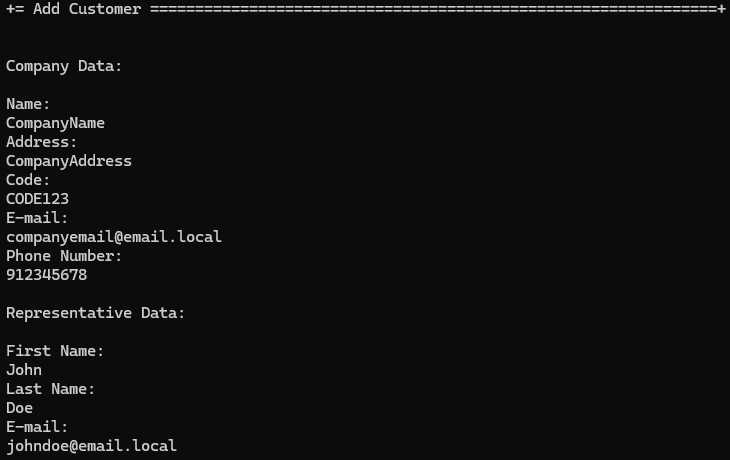 += Add Customer ===============================================================+
Company Data:
Name:
CompanyName
Address:
CompanyAddress
Code:
CODE123
E-mail:
companyemail@email.local
Phone Number:
912345678
Representative Data:
First Name:
John
Last Name:
Doe
E-mail:
johndoe@email.local